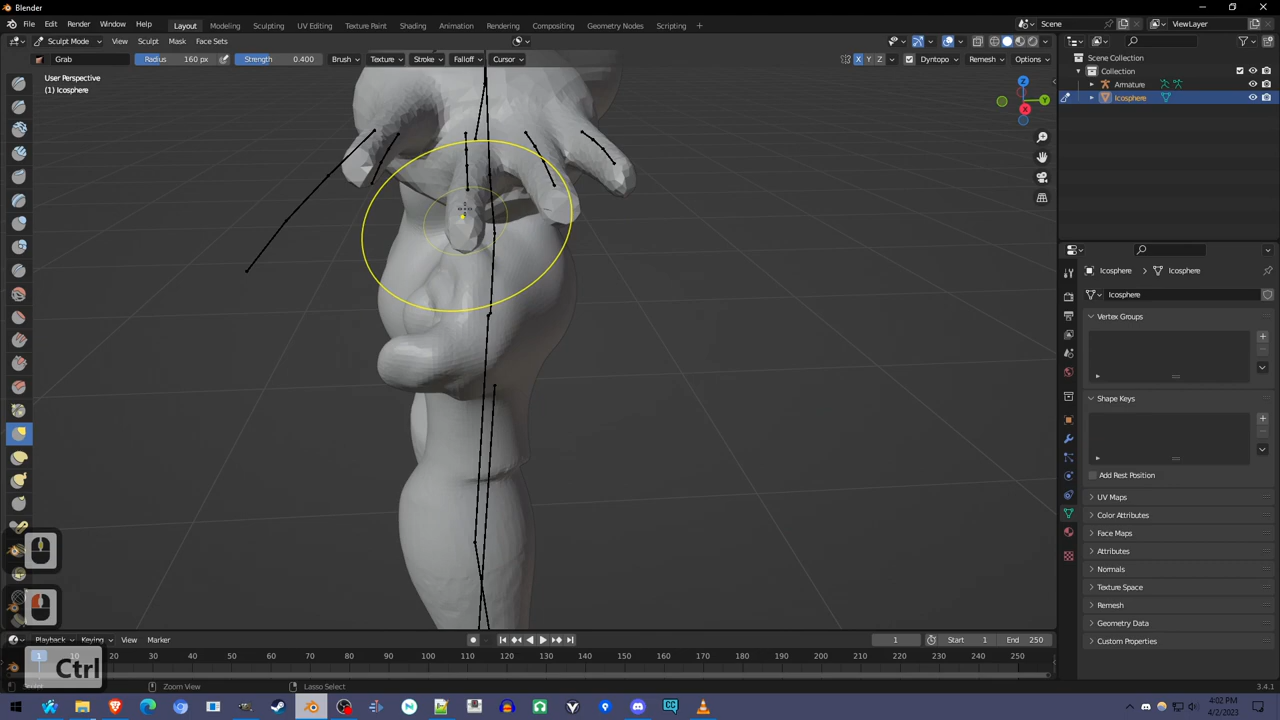 Blender
File Edit Render Window Help Layout Modeling Sculpting UV Editing Texture Paint Shading Animation Rendering Compositing Geometry Nodes Scripting + Scene ViewLayer
Sculpt Mode View Sculpt Mask Face Sets
Grab Radius 160 px Strength 0.400 Brush Texture Stroke Falloff Cursor X Y Z Dyntopo Remesh Options
User Perspective
(1) Icosphere
Scene Collection
Collection
Armature
Icosphere
Z
Y
X
Icosphere Icosphere
Icosphere
Vertex Groups
Shape Keys
Add Rest Position
UV Maps
Color Attributes
Face Maps
Attributes
Normals
Texture Space
Remesh
Geometry Data
Custom Properties
Playback Keying View Marker 1 Start 1 End 250
1 10 20 30 40 50 60 70 80 90 100 110 120 130 140 150 160 170 180 190 200 210 220 230 240 250
Ctrl
Zoom View Lasso Select 3.4.1
4:02 PM
4/2/2023